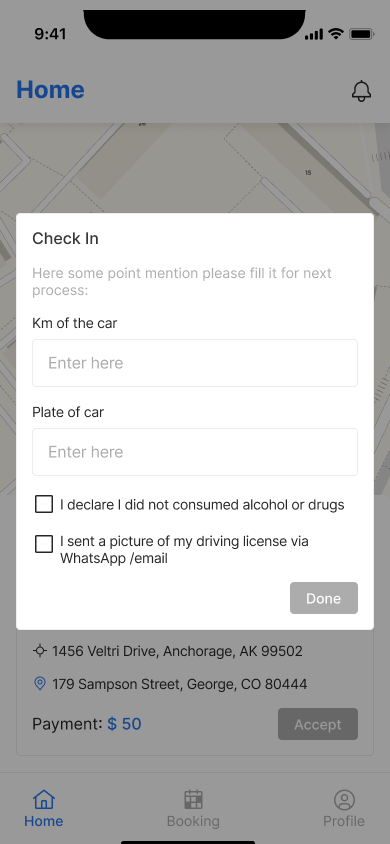 9:41
Home
15
Check In
Here some point mention please fill it for next
process:
Km of the car
Enter here
Plate of car
Enter here
I declare I did not consumed alcohol or drugs
I sent a picture of my driving license via
WhatsApp /email
Done
1456 Veltri Drive, Anchorage, AK 99502
179 Sampson Street, George, CO 80444
Payment: $ 50
Accept
Home
Booking
Profile